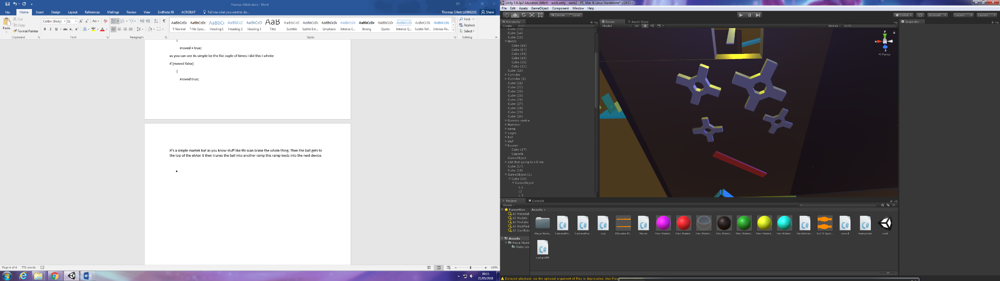 Thomas Gillett.docx - Word
File Home Insert Design Layout References Mailings Review View EndNote X8 ACROBAT Tell me what you want to do... Thomas Gillett (s5066216) Share
Paste
Cut
Copy
Format Painter
Calibri (Body) 11
AaBbCcDc AaBbCcDc AaBbCc AaBbCcE AaBbCcD AaB AaBbCcD AaBbCcDc AaBbCcDc AaBbCcDc AaBbCcDc AaBbCcDc AaBbCcDc AaBbCcDD AaBbCcDc
¶ Normal ¶ No Spac... Heading 1 Heading 2 Heading 3 Title Subtitle Subtle Em... Emphasis Intense E... Strong Quote Intense Q... Subtle Ref... Intense Re...
Find
Replace
Select
Clipboard Font Paragraph Styles Editing
{
moved = true;
as you can see its simple be the fist cuple of times I did this I whrite
if (moved false)
{
moved true;
It's a simple mastek but as you know stuff like thi scan brake the whole thing. Then the ball gets to
the top of the elvtor it then trunes the ball into another ramp this ramp leeds into the next device.
Page 4 of 4 771 words 100%
09:15
21/05/2018
Unity 5.6.3p2 Education (64bit) - work.unity - work2 - PC, Mac & Linux Standalone* <DX11>
File Edit Assets GameObject Component Window Help
Center Local Collab Account Layers Layout
Hierarchy
Create
Cube (13)
Cube (14)
Cube (15)
HAND
Cube (16)
Cube (17)
Cube (18)
Cube (19)
Cube (20)
Cube (21)
Cube (16)
Cylinder
Cylinder (2)
Cube (21)
Cube (22)
Cube (23)
Cube (25)
Cube (26)
Cube (27)
Cube (28)
Cube (29)
Cube (24)
Domino centre
Hammer
ramp
coges
ball
stuf
buuom
Cube (17)
Capsule
GameObject
shit that going to kill me
Cube (17)
Cube (18)
GameObject (1)
Cube (20)
GameObject
L 1
L2
L 3
Scene Asset Store
Shaded 2D Gizmos All
y
x
z
Persp
Inspector
Project Console
Create
Favorites
All Materials
All Models
All Prefabs
All Modified
All Conflicte
Assets
Maya Model
Materials
Assets
Maya Mode... CameraMo... CameraPos... cog Elevator M... Mover New Materi... New Materi... New Materi... New Materi... New Materi... New Materi... New Materi... NewBehavi... Sci Fi Spac... sound trampolein work
workplslift
Delayed playback via the optional argument of Play is deprecated. Use Play